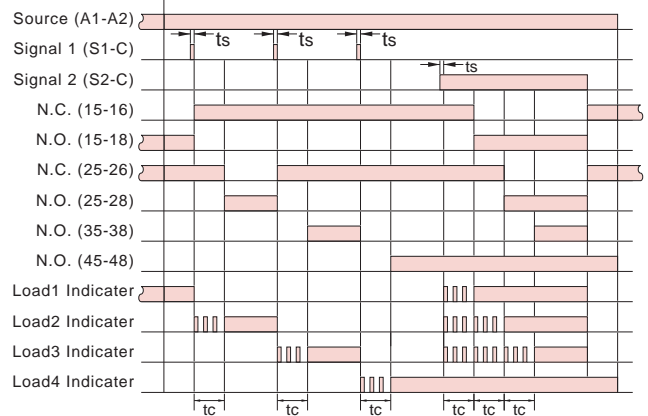 Source (A1-A2)
Signal 1 (S1-C) ts ts ts
Signal 2 (S2-C) ts
N.C. (15-16)
N.O. (15-18)
N.C. (25-26)
N.O. (25-28)
N.O. (35-38)
N.O. (45-48)
Load1 Indicater
Load2 Indicater
Load3 Indicater
Load4 Indicater
tc tc tc tc tc tc